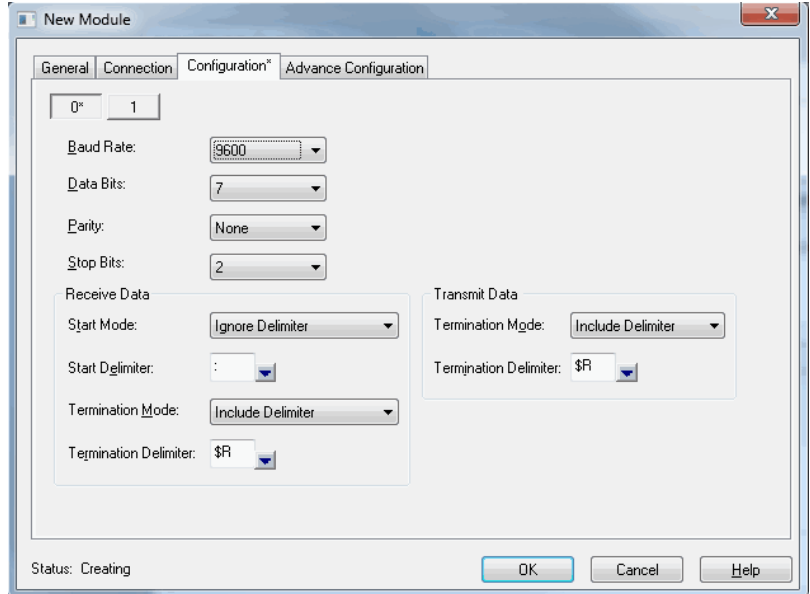 New Module
General Connection Configuration* Advance Configuration
0* 1
Baud Rate: 9600
Data Bits: 7
Parity: None
Stop Bits: 2
Receive Data
Start Mode: Ignore Delimiter
Start Delimiter: :
Termination Mode: Include Delimiter
Termination Delimiter: $R
Transmit Data
Termination Mode: Include Delimiter
Termination Delimiter: $R
Status: Creating
OK Cancel Help